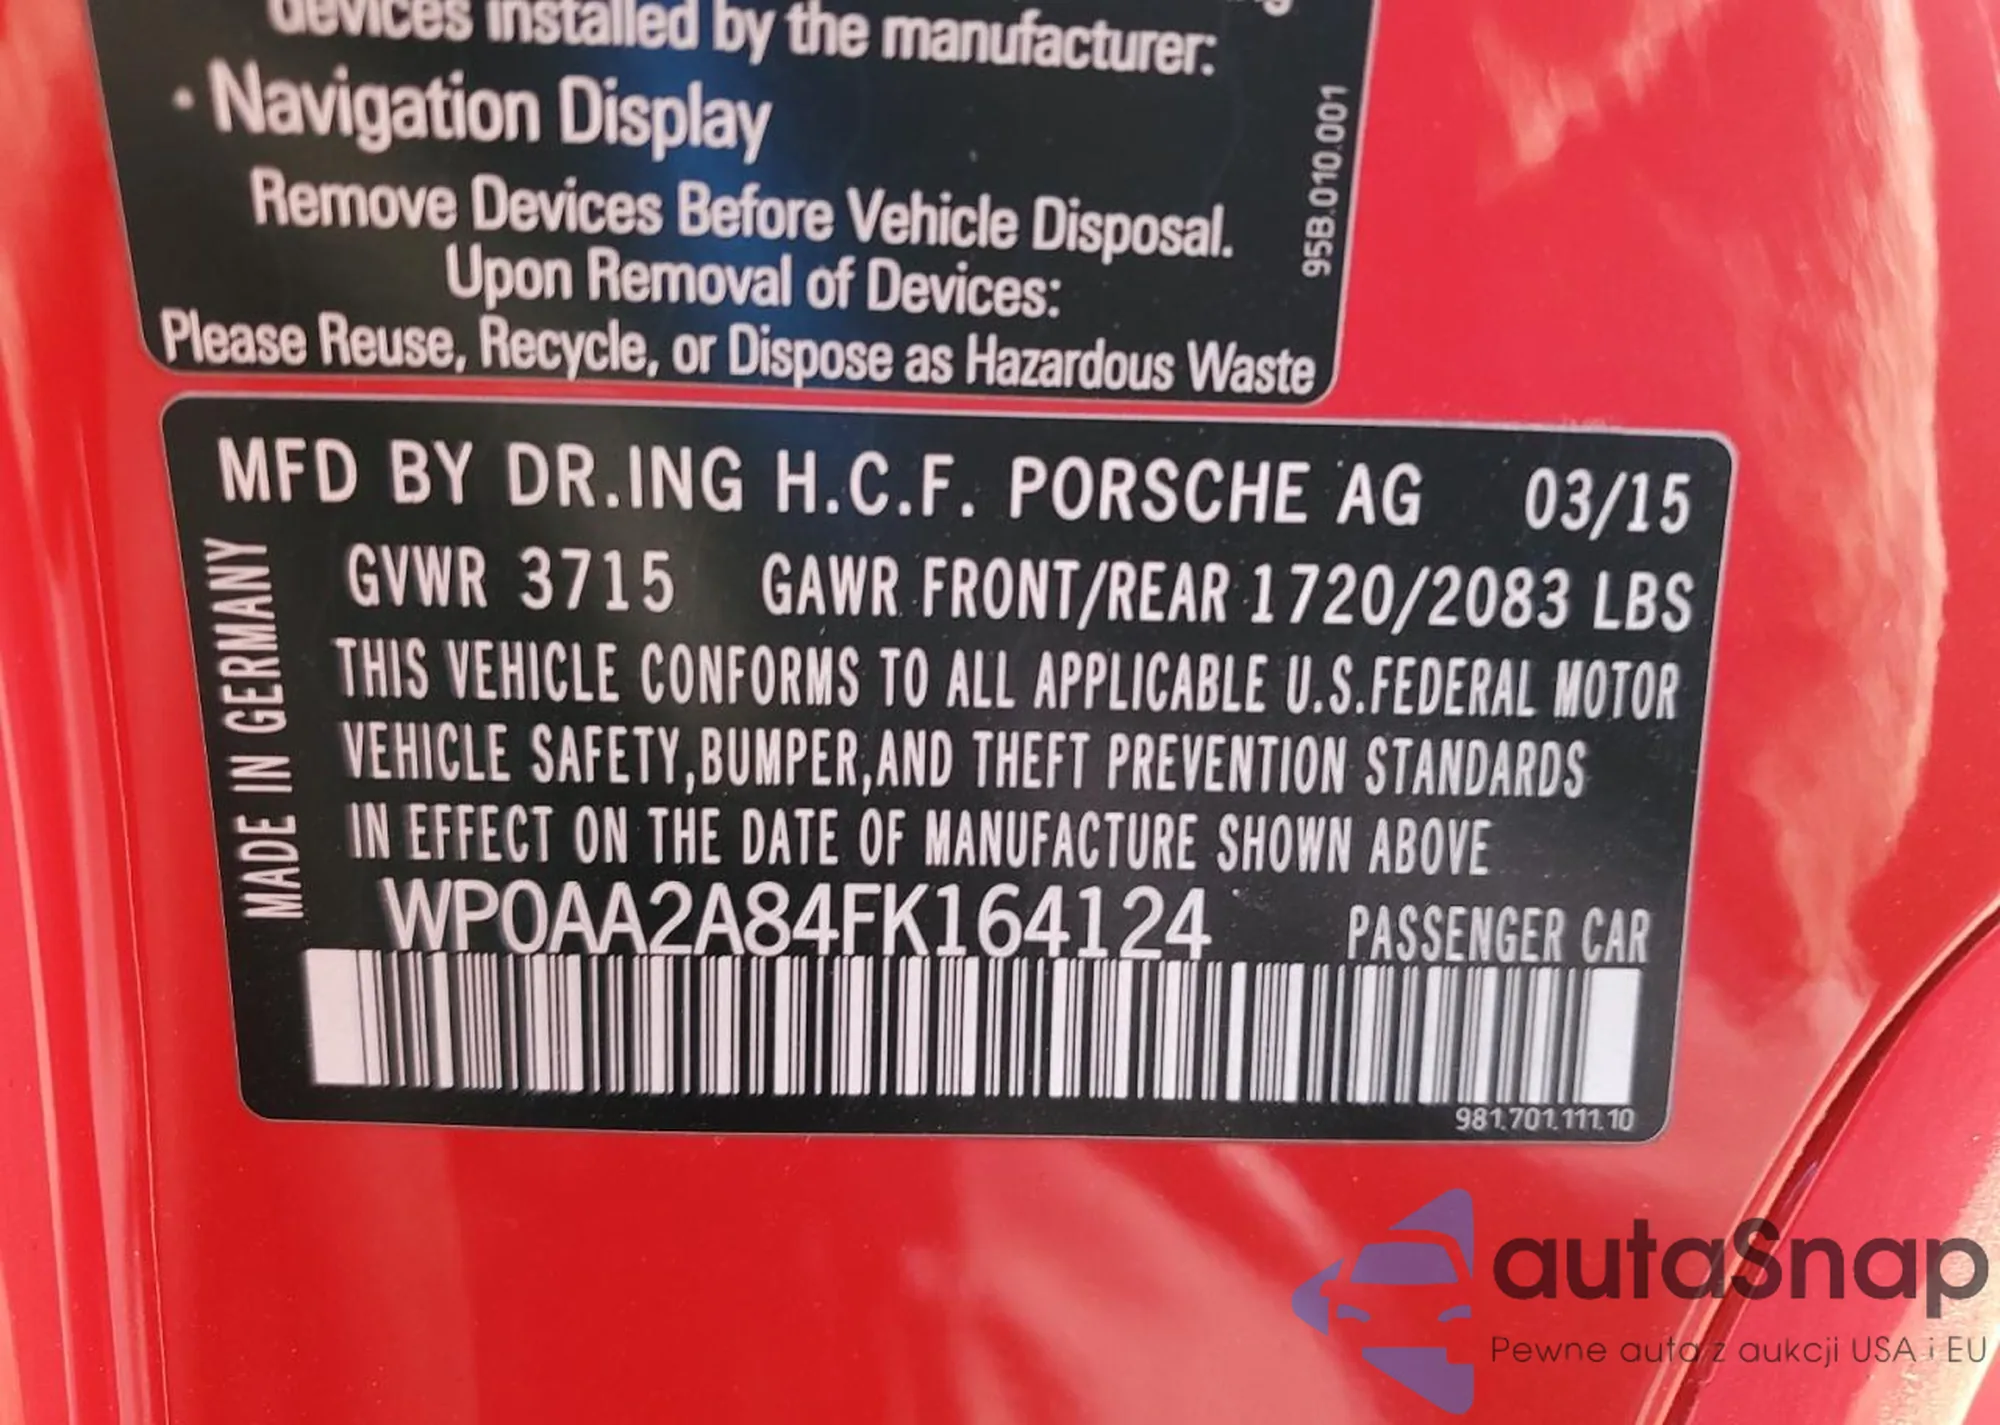 devices installed by the manufacturer:
• Navigation Display
Remove Devices Before Vehicle Disposal.
Upon Removal of Devices:
Please Reuse, Recycle, or Dispose as Hazardous Waste
95B.010.001
MFD BY DR.ING H.C.F. PORSCHE AG 03/15
GVWR 3715 GAWR FRONT/REAR 1720/2083 LBS
THIS VEHICLE CONFORMS TO ALL APPLICABLE U.S.FEDERAL MOTOR
VEHICLE SAFETY,BUMPER,AND THEFT PREVENTION STANDARDS
IN EFFECT ON THE DATE OF MANUFACTURE SHOWN ABOVE
WP0AA2A84FK164124 PASSENGER CAR
MADE IN GERMANY
981.701.111.10
autaSnap
Pewne auta z aukcji USA i EU